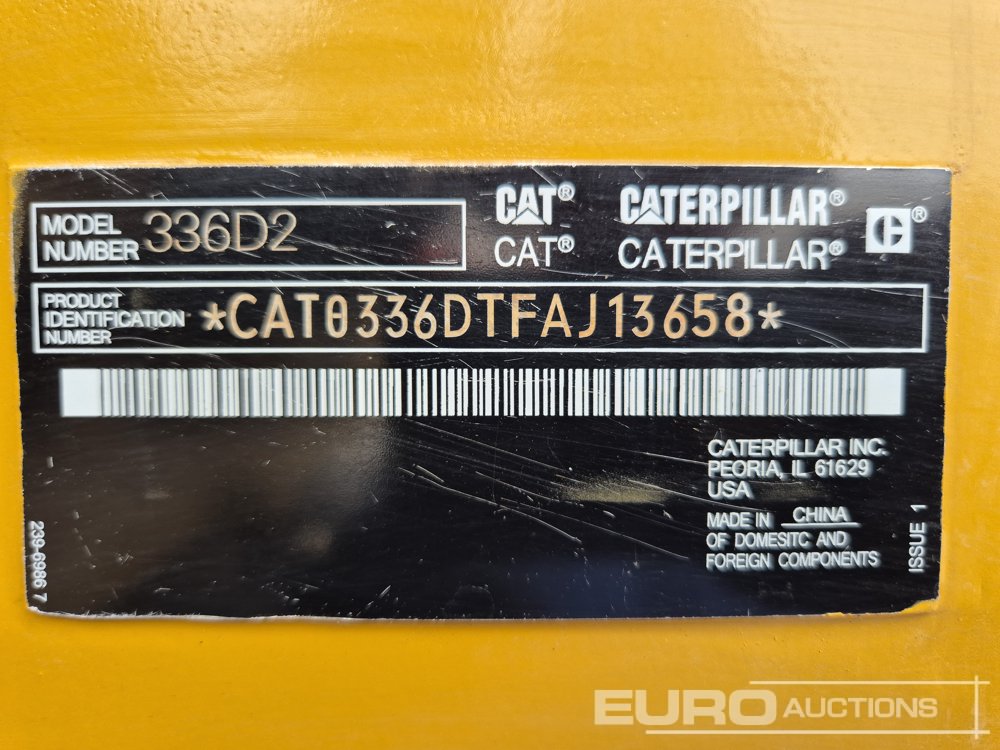 MODEL NUMBER 336D2
CAT® CATERPILLAR® C®
CAT® CATERPILLAR®
PRODUCT
IDENTIFICATION
NUMBER
*CAT0336DTFAJ13658*
CATERPILLAR INC.
PEORIA, IL 61629
USA
MADE IN CHINA
OF DOMESITC AND
FOREIGN COMPONENTS
ISSUE 1
239-6986 7
EURO AUCTIONS